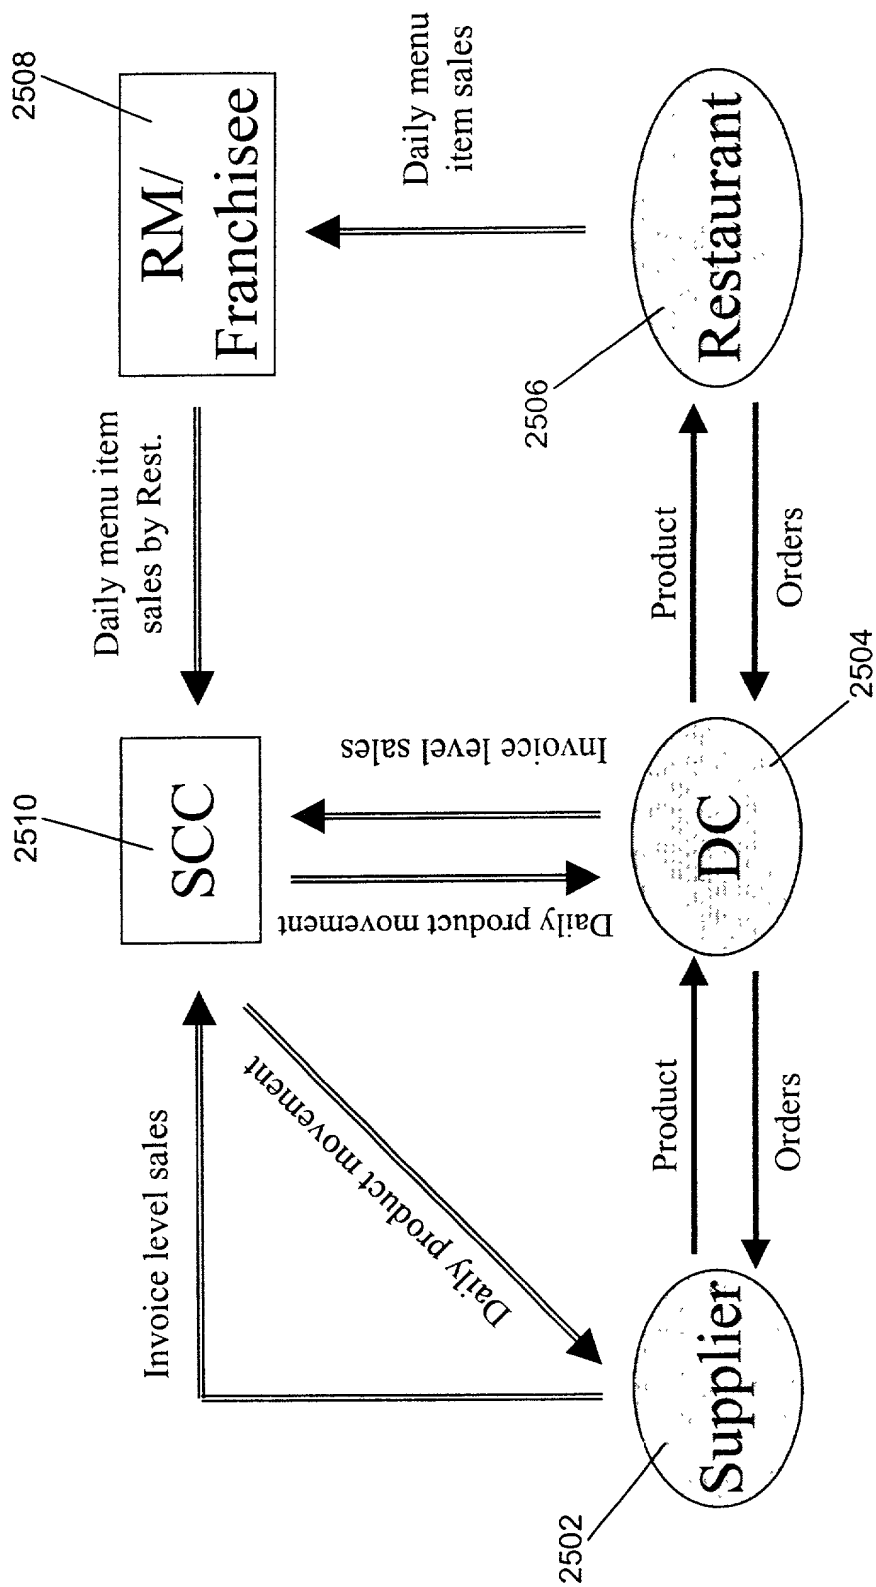 2510
2508
Invoice level sales
SCC
Daily menu item
sales by Rest.
RM/
Franchisee
Daily product movement
Daily product movement
Invoice level sales
Daily menu
item sales
2502
Supplier
Product
Orders
DC
2504
Product
Orders
2506
Restaurant